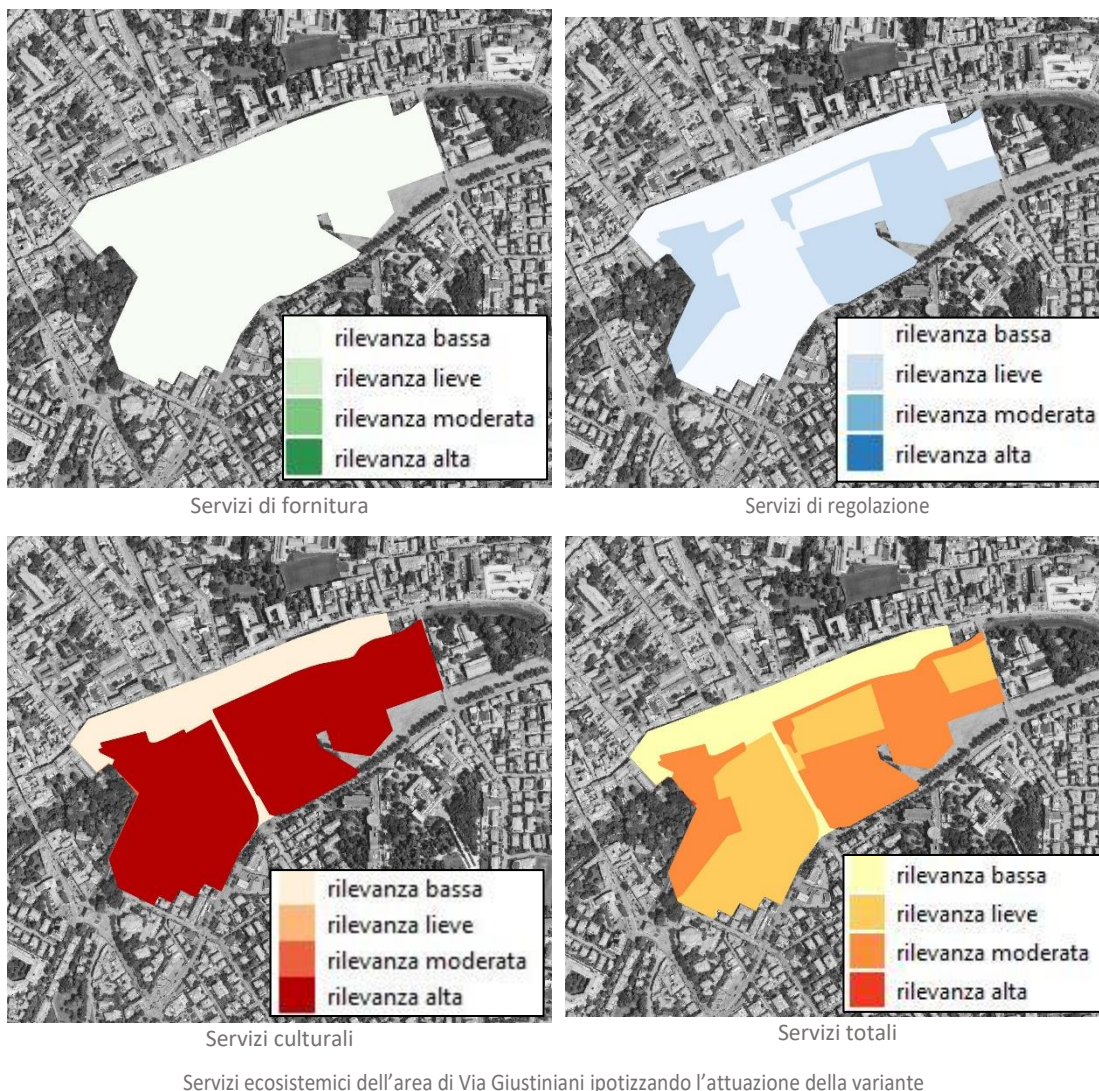 rilevanza bassa
rilevanza lieve
rilevanza moderata
rilevanza alta
Servizi di fornitura
rilevanza bassa
rilevanza lieve
rilevanza moderata
rilevanza alta
Servizi di regolazione
rilevanza bassa
rilevanza lieve
rilevanza moderata
rilevanza alta
Servizi culturali
rilevanza bassa
rilevanza lieve
rilevanza moderata
rilevanza alta
Servizi totali
Servizi ecosistemici dell'area di Via Giustiniani ipotizzando l'attuazione della variante